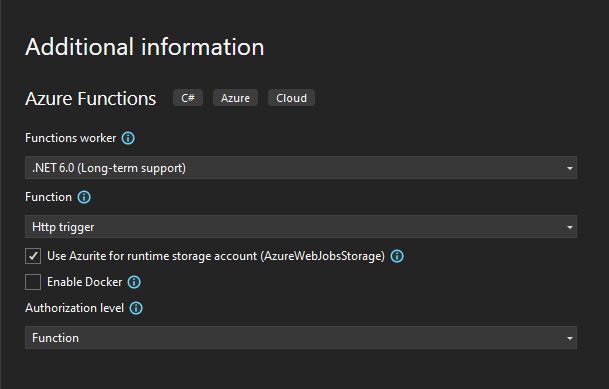 Additional information
Azure Functions C# Azure Cloud
Functions worker
.NET 6.0 (Long-term support)
Function
Http trigger
Use Azurite for runtime storage account (AzureWebJobsStorage)
Enable Docker
Authorization level
Function